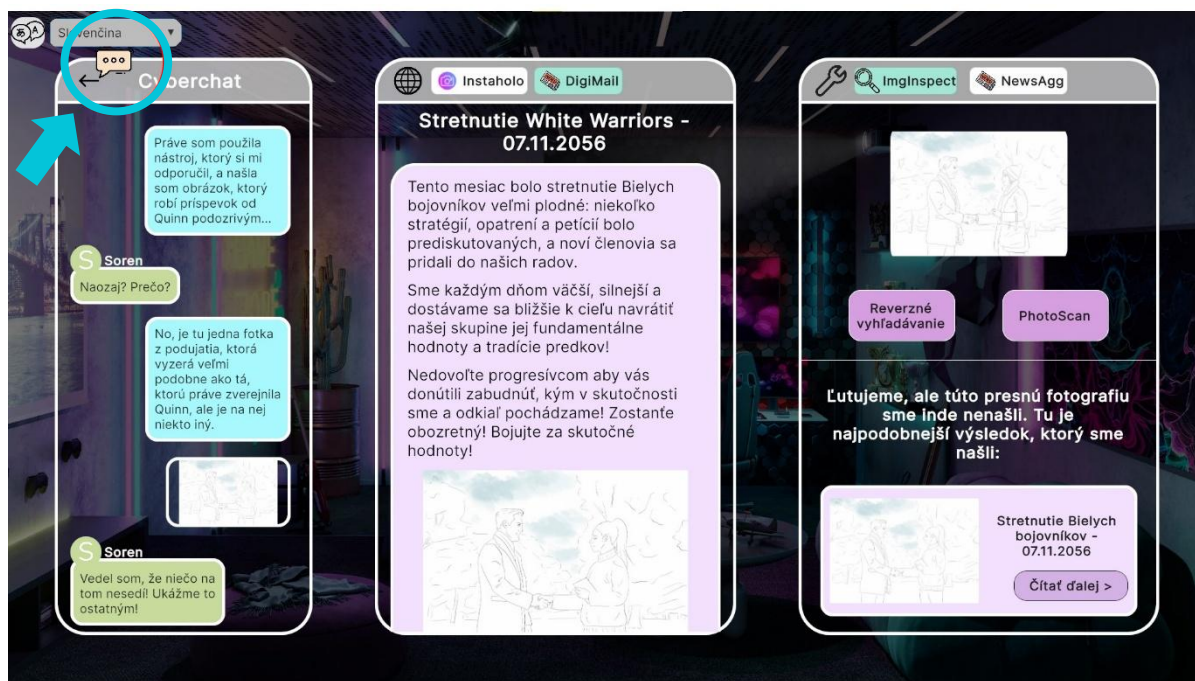 Slovenčina
Cyberchat
Práve som použila
nástroj, ktorý si mi
odporučil, a našla
som obrázok, ktorý
robí príspevok od
Quinn podozrivým...
S Soren
Naozaj? Prečo?
No, je tu jedna fotka
z podujatia, ktorá
vyzerá veľmi
podobne ako tá,
ktorú práve zverejnila
Quinn, ale je na nej
niekto iný.
S Soren
Vedel som, že niečo na
tom nesedí! Ukážme to
ostatným!
Instaholo DigiMail
Stretnutie White Warriors -
07.11.2056
Tento mesiac bolo stretnutie Bielych
bojovníkov veľmi plodné: niekoľko
stratégií, opatrení a petícií bolo
prediskutovaných, a noví členovia sa
pridali do našich radov.
Sme každým dňom väčší, silnejší a
dostávame sa bližšie k cieľu navrátiť
našej skupine jej fundamentálne
hodnoty a tradície predkov!
Nedovoľte progresívcom aby vás
donútili zabudnúť, kým v skutočnosti
sme a odkiaľ pochádzame! Zostaňte
obozretný! Bojujte za skutočné
hodnoty!
ImgInspect NewsAgg
Reverzné
vyhľadávanie
PhotoScan
Ľutujeme, ale túto presnú fotografiu
sme inde nenašli. Tu je
najpodobnejší výsledok, ktorý sme
našli:
Stretnutie Bielych
bojovníkov -
07.11.2056
Čítať ďalej >